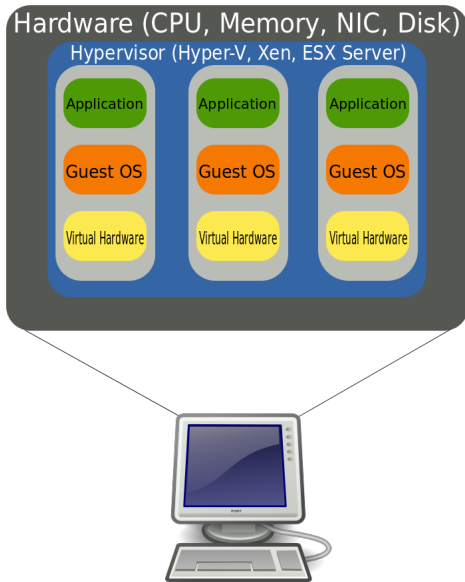 Hardware (CPU, Memory, NIC, Disk)
Hypervisor (Hyper-V, Xen, ESX Server)
Application Application Application
Guest OS Guest OS Guest OS
Virtual Hardware Virtual Hardware Virtual Hardware